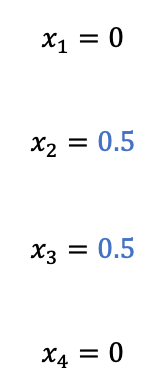 x₁ = 0
x₂ = 0.5
x₃ = 0.5
x₄ = 0